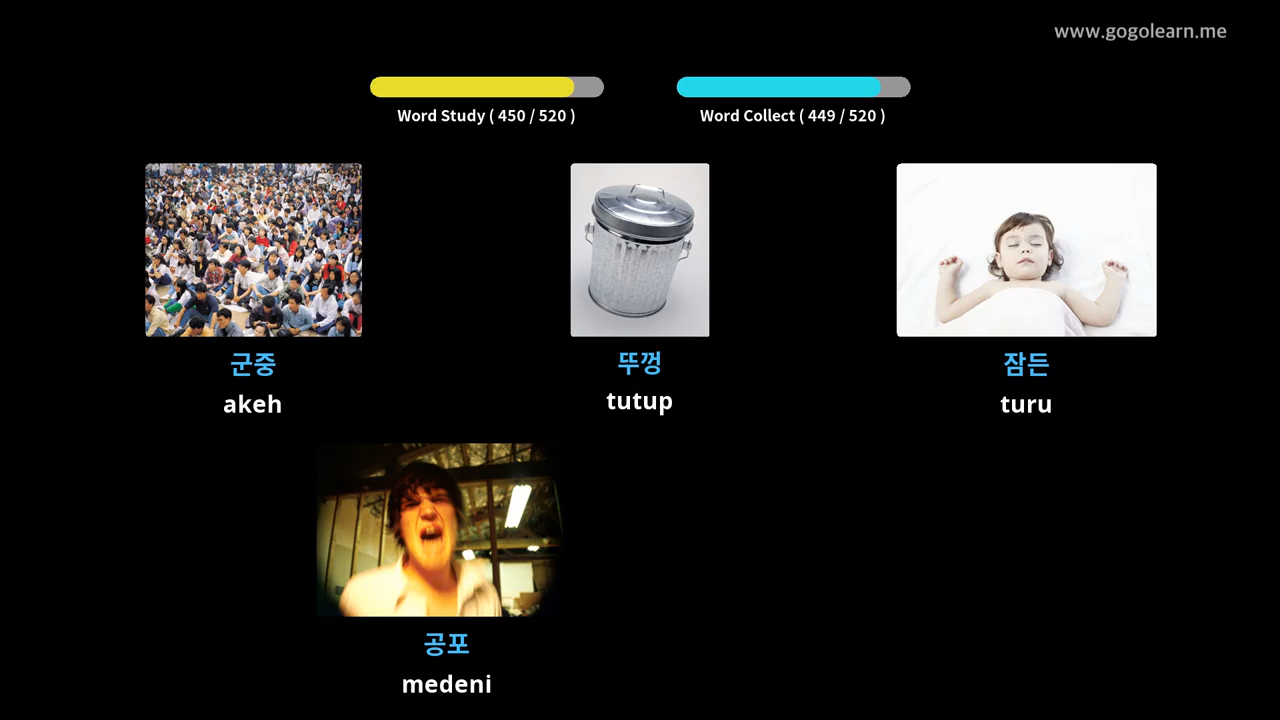 www.gogolearn.me
Word Study ( 450 / 520 )
Word Collect ( 449 / 520 )
군중
akeh
뚜껑
tutup
잠든
turu
공포
medeni